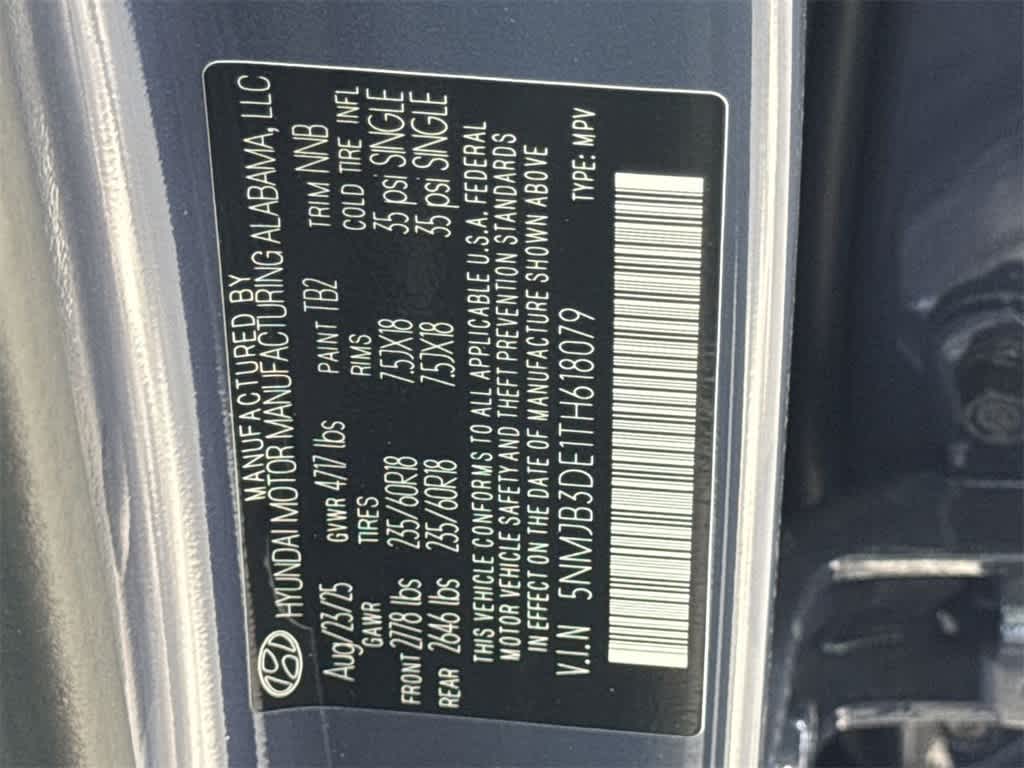 MANUFACTURED BY
HYUNDAI MOTOR MANUFACTURING ALABAMA, LLC
Aug/23/25 GVWR 4717 lbs PAINT TB2 TRIM NNB
GAWR TIRES RIMS COLD TIRE INFL
FRONT 2778 lbs 235/60R18 7.5JX18 35 psi SINGLE
REAR 2646 lbs 235/60R18 7.5JX18 35 psi SINGLE
THIS VEHICLE CONFORMS TO ALL APPLICABLE U.S.A. FEDERAL
MOTOR VEHICLE SAFETY AND THEFT PREVENTION STANDARDS
IN EFFECT ON THE DATE OF MANUFACTURE SHOWN ABOVE
V.I.N 5NMJB3DE1TH618079 TYPE: MPV